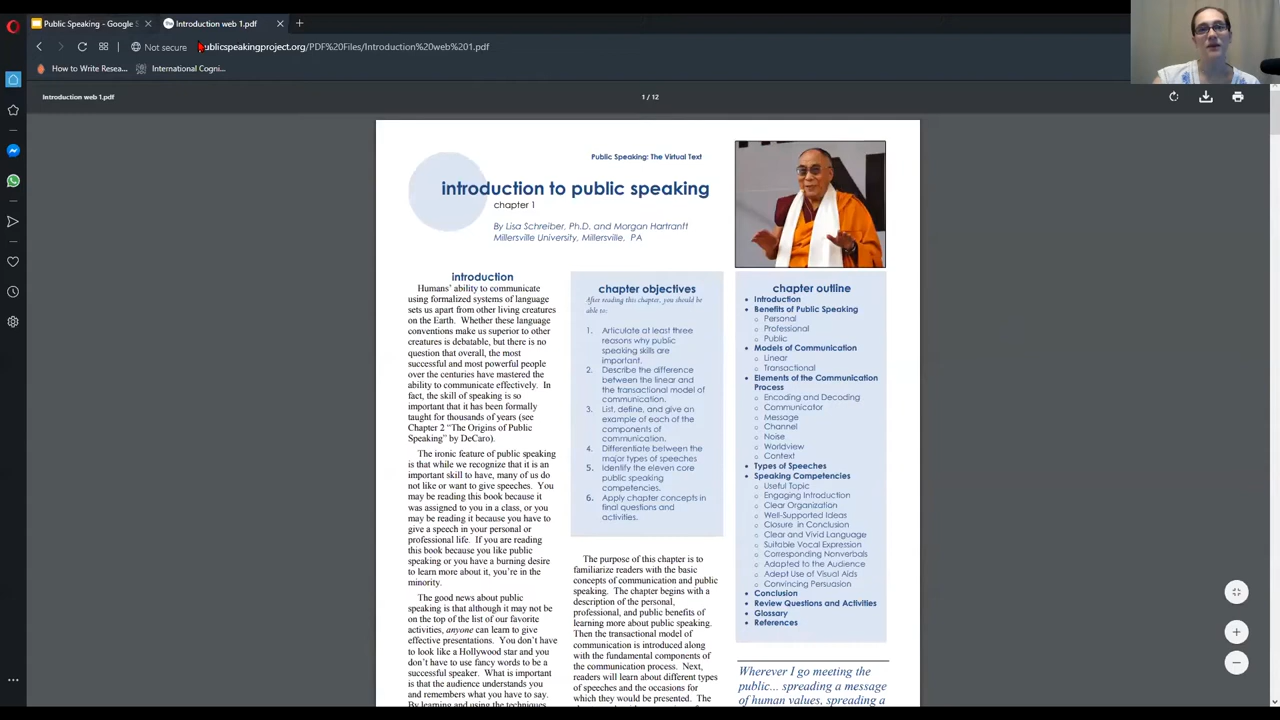 Public Speaking - Google S
Introduction web 1.pdf
Not secure
ublicspeakingproject.org/PDF%20Files/Introduction%20web%201.pdf
How to Write Resea...
International Cogni...
Introduction web 1.pdf
1 / 12
Public Speaking: The Virtual Text
introduction to public speaking
chapter 1
By Lisa Schreiber, Ph.D. and Morgan Hartranft
Millersville University, Millersville, PA
introduction
Humans' ability to communicate
using formalized systems of language
sets us apart from other living creatures
on the Earth. Whether these language
conventions make us superior to other
creatures is debatable, but there is no
question that overall, the most
successful and most powerful people
over the centuries have mastered the
ability to communicate effectively. In
fact, the skill of speaking is so
important that it has been formally
taught for thousands of years (see
Chapter 2 "The Origins of Public
Speaking" by DeCaro).
The ironic feature of public speaking
is that while we recognize that it is an
important skill to have, many of us do
not like or want to give speeches. You
may be reading this book because it
was assigned to you in a class, or you
may be reading it because you have to
give a speech in your personal or
professional life. If you are reading
this book because you like public
speaking or you have a burning desire
to learn more about it, you're in the
minority.
The good news about public
speaking is that although it may not be
on the top of the list of our favorite
activities, anyone can learn to give
effective presentations. You don't have
to look like a Hollywood star and you
don't have to use fancy words to be a
successful speaker. What is important
is that the audience understands you
and remembers what you have to say.
By learning and using the techniques
chapter objectives
After reading this chapter, you should be
able to:
1. Articulate at least three
reasons why public
speaking skills are
important.
2. Describe the difference
between the linear and
the transactional model of
communication.
3. List, define, and give an
example of each of the
components of
communication.
4. Differentiate between the
major types of speeches
5. Identify the eleven core
public speaking
competencies.
6. Apply chapter concepts in
final questions and
activities.
The purpose of this chapter is to
familiarize readers with the basic
concepts of communication and public
speaking. The chapter begins with a
description of the personal,
professional, and public benefits of
learning more about public speaking.
Then the transactional model of
communication is introduced along
with the fundamental components of
the communication process. Next,
readers will learn about different types
of speeches and the occasions for
which they would be presented. The
chapter outline
• Introduction
• Benefits of Public Speaking
o Personal
o Professional
o Public
• Models of Communication
o Linear
o Transactional
• Elements of the Communication
Process
o Encoding and Decoding
o Communicator
o Message
o Channel
o Noise
o Worldview
o Context
• Types of Speeches
• Speaking Competencies
o Useful Topic
o Engaging Introduction
o Clear Organization
o Well-Supported Ideas
o Closure in Conclusion
o Clear and Vivid Language
o Suitable Vocal Expression
o Corresponding Nonverbals
o Adapted to the Audience
o Adept Use of Visual Aids
o Convincing Persuasion
• Conclusion
• Review Questions and Activities
• Glossary
• References
Wherever I go meeting the
public... spreading a message
of human values, spreading a